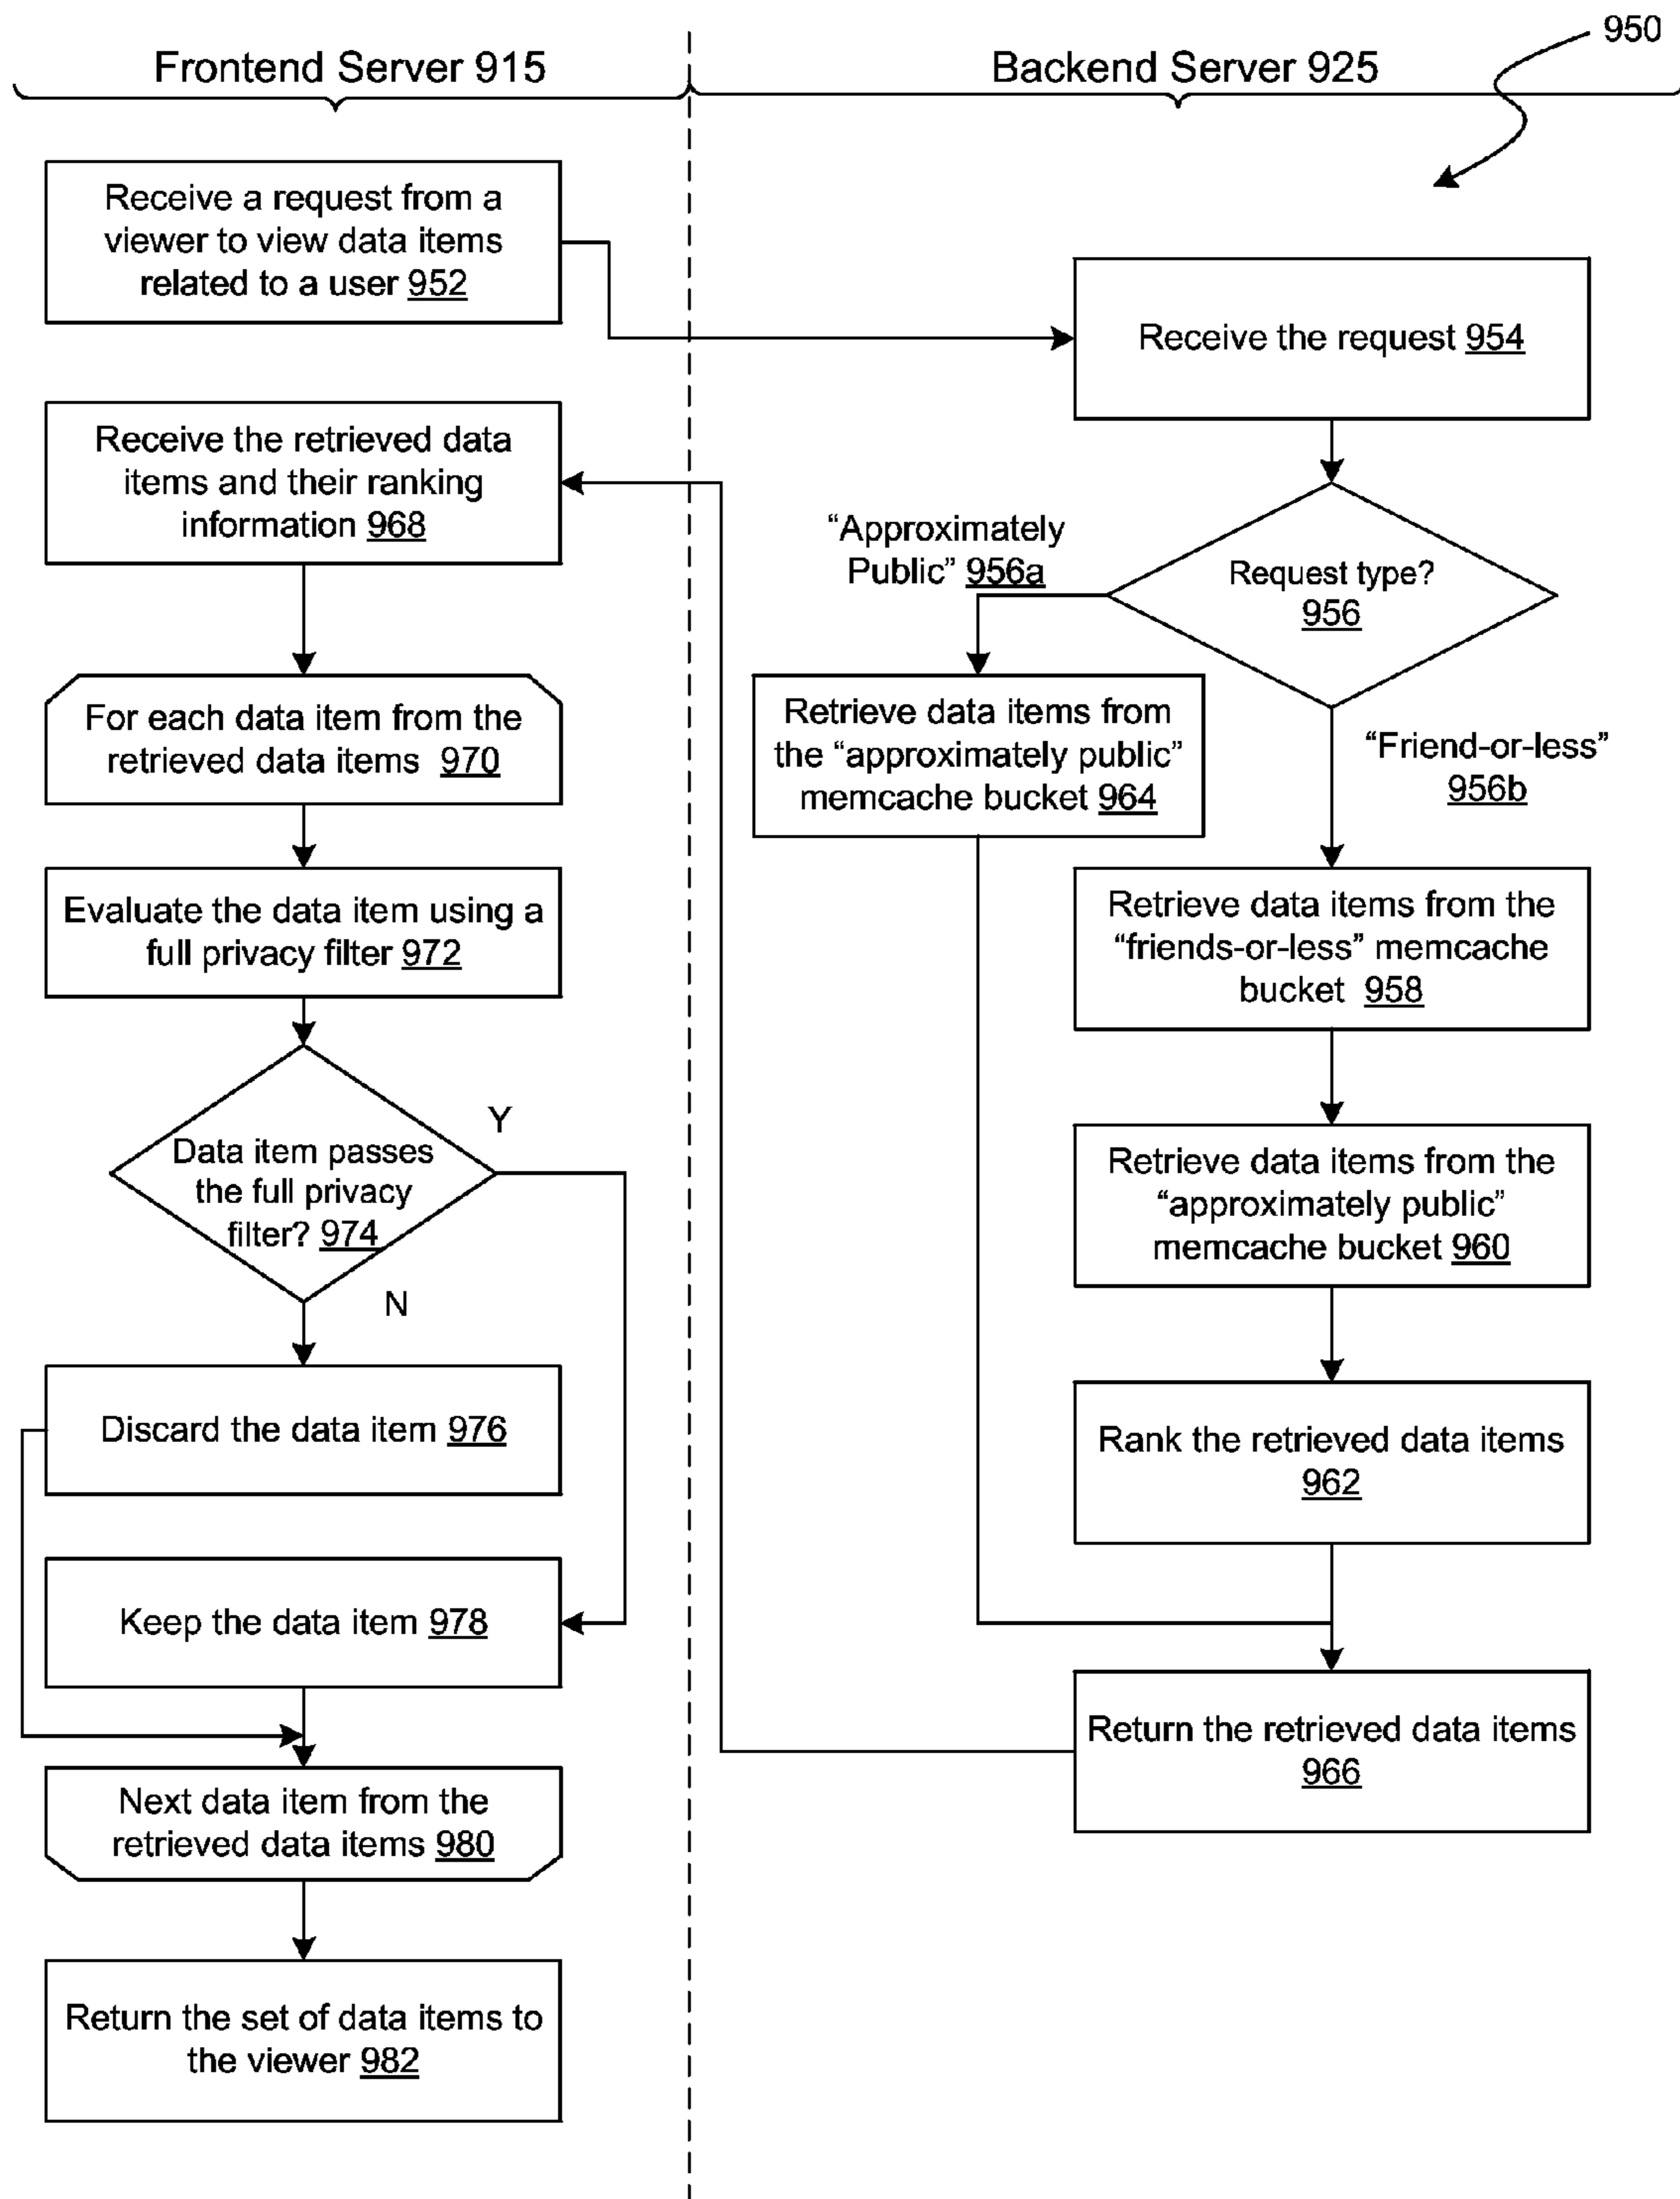 950
Frontend Server 915
Backend Server 925
Receive a request from a
viewer to view data items
related to a user 952
Receive the request 954
Receive the retrieved data
items and their ranking
information 968
“Approximately
Public” 956a
Request type?
956
For each data item from the
retrieved data items 970
Retrieve data items from
the “approximately public”
memcache bucket 964
“Friend-or-less”
956b
Evaluate the data item using a
full privacy filter 972
Retrieve data items from the
“friends-or-less” memcache
bucket 958
Y
Data item passes
the full privacy
filter? 974
N
Retrieve data items from the
“approximately public”
memcache bucket 960
Discard the data item 976
Rank the retrieved data items
962
Keep the data item 978
Return the retrieved data items
966
Next data item from the
retrieved data items 980
Return the set of data items to
the viewer 982